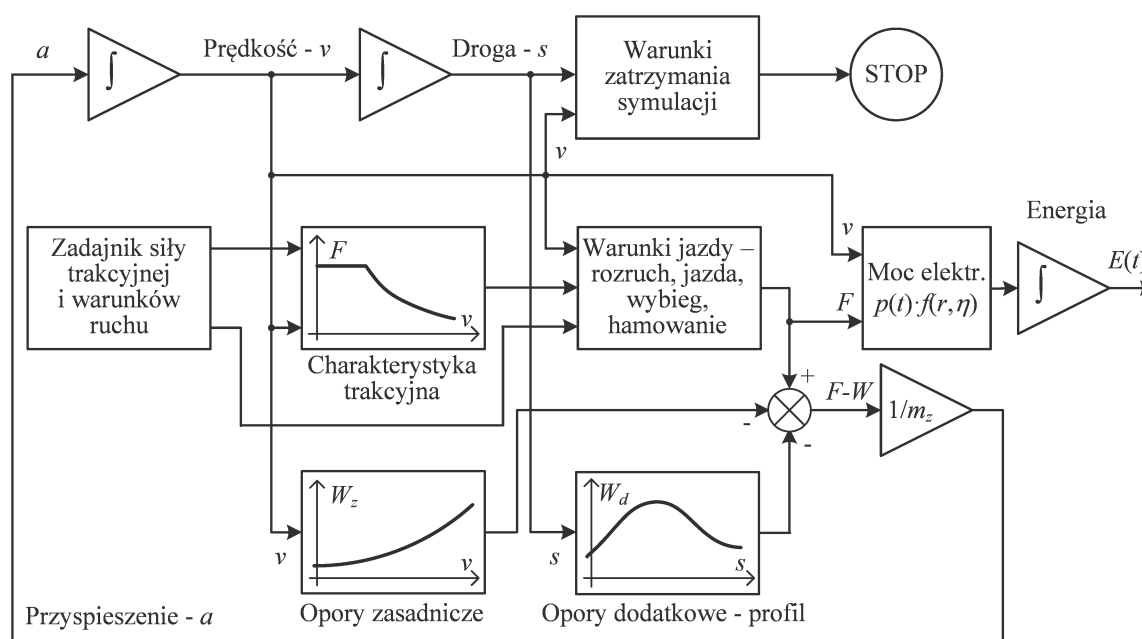 a
∫
Prędkość - v
∫
Droga - s
Warunki
zatrzymania
symulacji
STOP
v
Zadajnik siły
trakcyjnej
i warunków
ruchu
F
v
Charakterystyka
trakcyjna
Warunki jazdy –
rozruch, jazda,
wybieg,
hamowanie
v
F
Moc elektr.
p(t)·f(r,η)
Energia
∫
E(t)
+
-
-
F-W
1/m_z
W_z
v
v
Opory zasadnicze
W_d
s
s
Opory dodatkowe - profil
Przyspieszenie - a